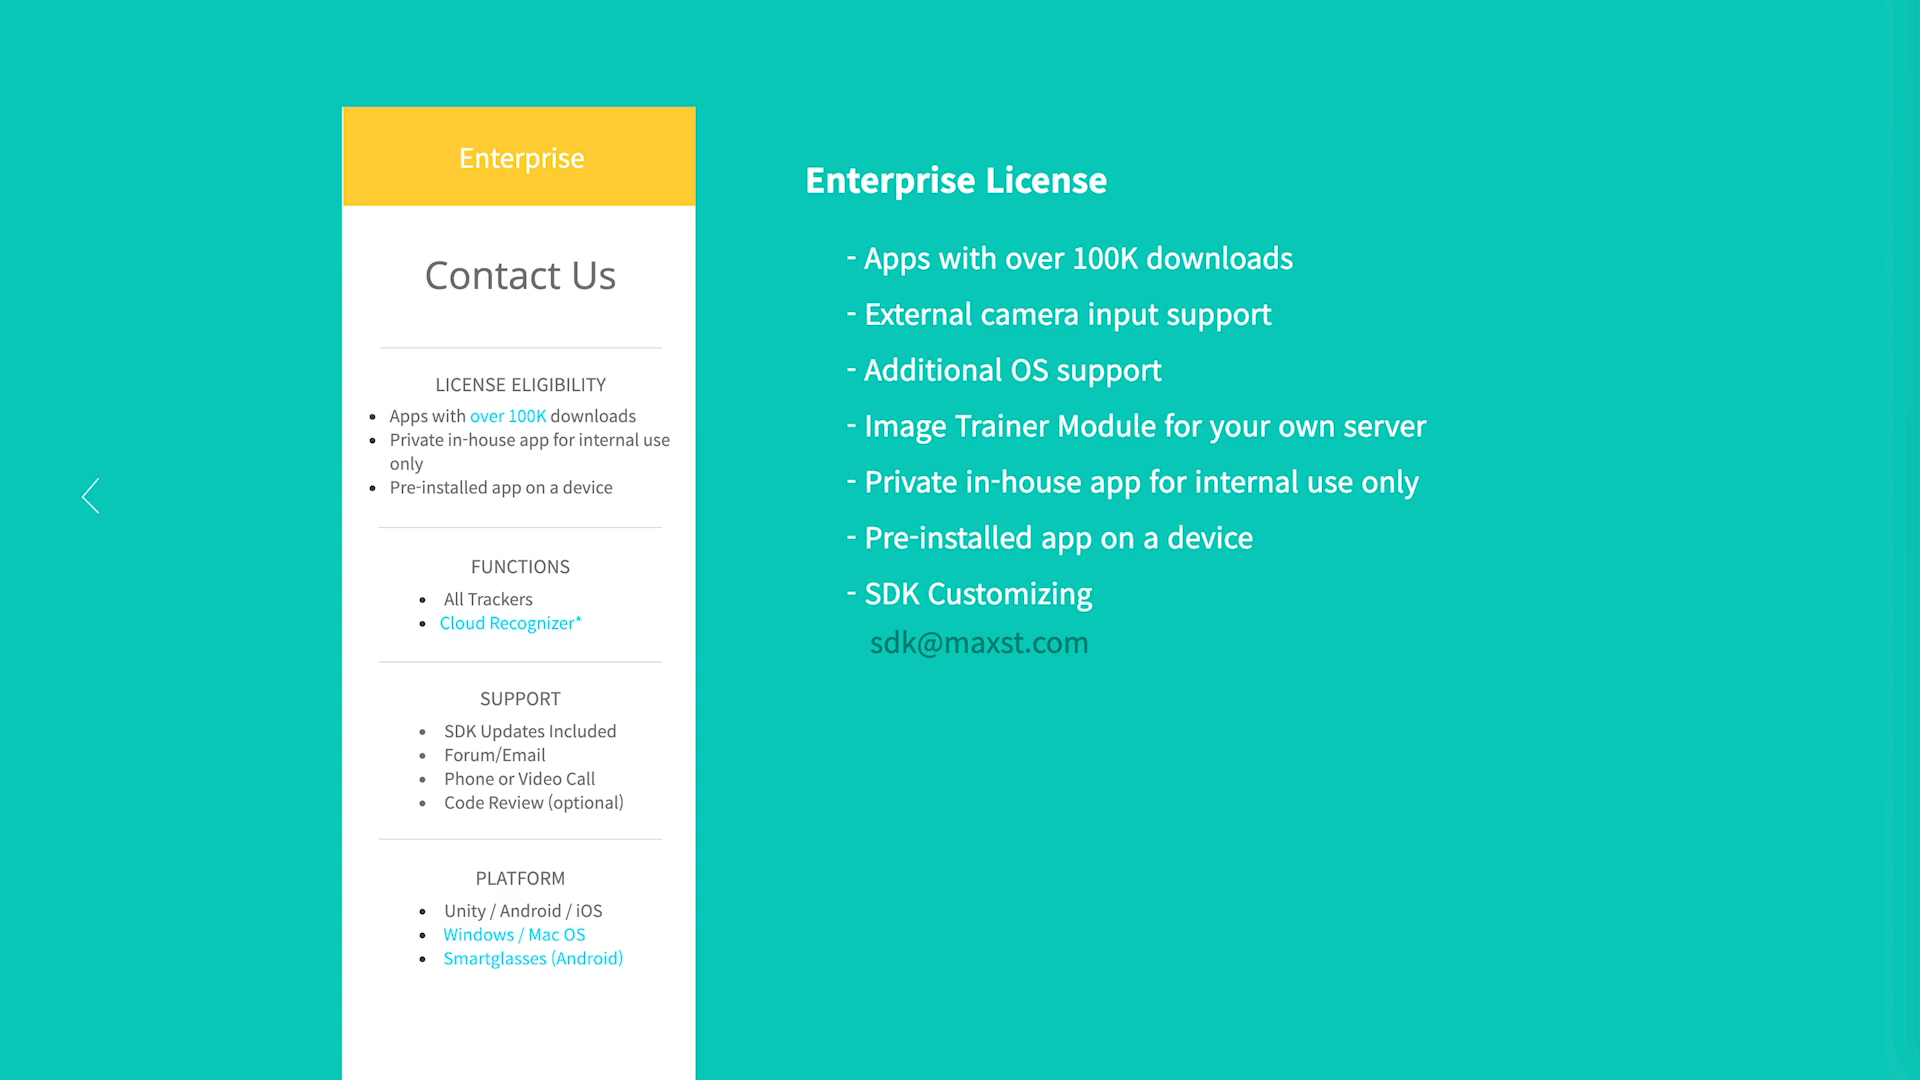 Enterprise
Contact Us
LICENSE ELIGIBILITY
• Apps with over 100K downloads
• Private in-house app for internal use
only
• Pre-installed app on a device
FUNCTIONS
• All Trackers
• Cloud Recognizer*
SUPPORT
• SDK Updates Included
• Forum/Email
• Phone or Video Call
• Code Review (optional)
PLATFORM
• Unity / Android / iOS
• Windows / Mac OS
• Smartglasses (Android)
Enterprise License
- Apps with over 100K downloads
- External camera input support
- Additional OS support
- Image Trainer Module for your own server
- Private in-house app for internal use only
- Pre-installed app on a device
- SDK Customizing
sdk@maxst.com